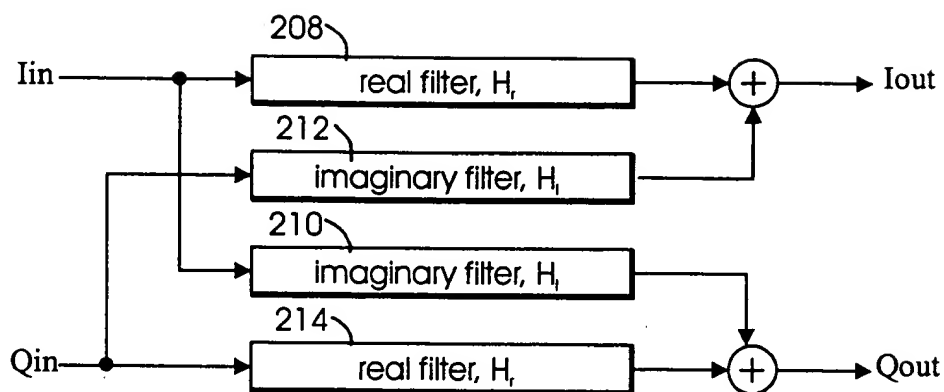 208
Iin
real filter, Hr
+
Iout
212
imaginary filter, HI
210
imaginary filter, HI
214
Qin
real filter, Hr
+
Qout